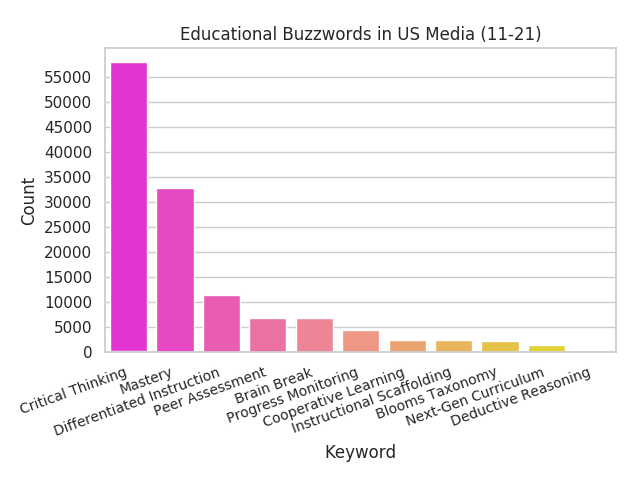 Educational Buzzwords in US Media (11-21)
55000
50000
45000
40000
35000
30000
25000
20000
15000
10000
5000
0
Count
Critical Thinking
Mastery
Differentiated Instruction
Peer Assessment
Brain Break
Progress Monitoring
Cooperative Learning
Instructional Scaffolding
Blooms Taxonomy
Next-Gen Curriculum
Deductive Reasoning
Keyword